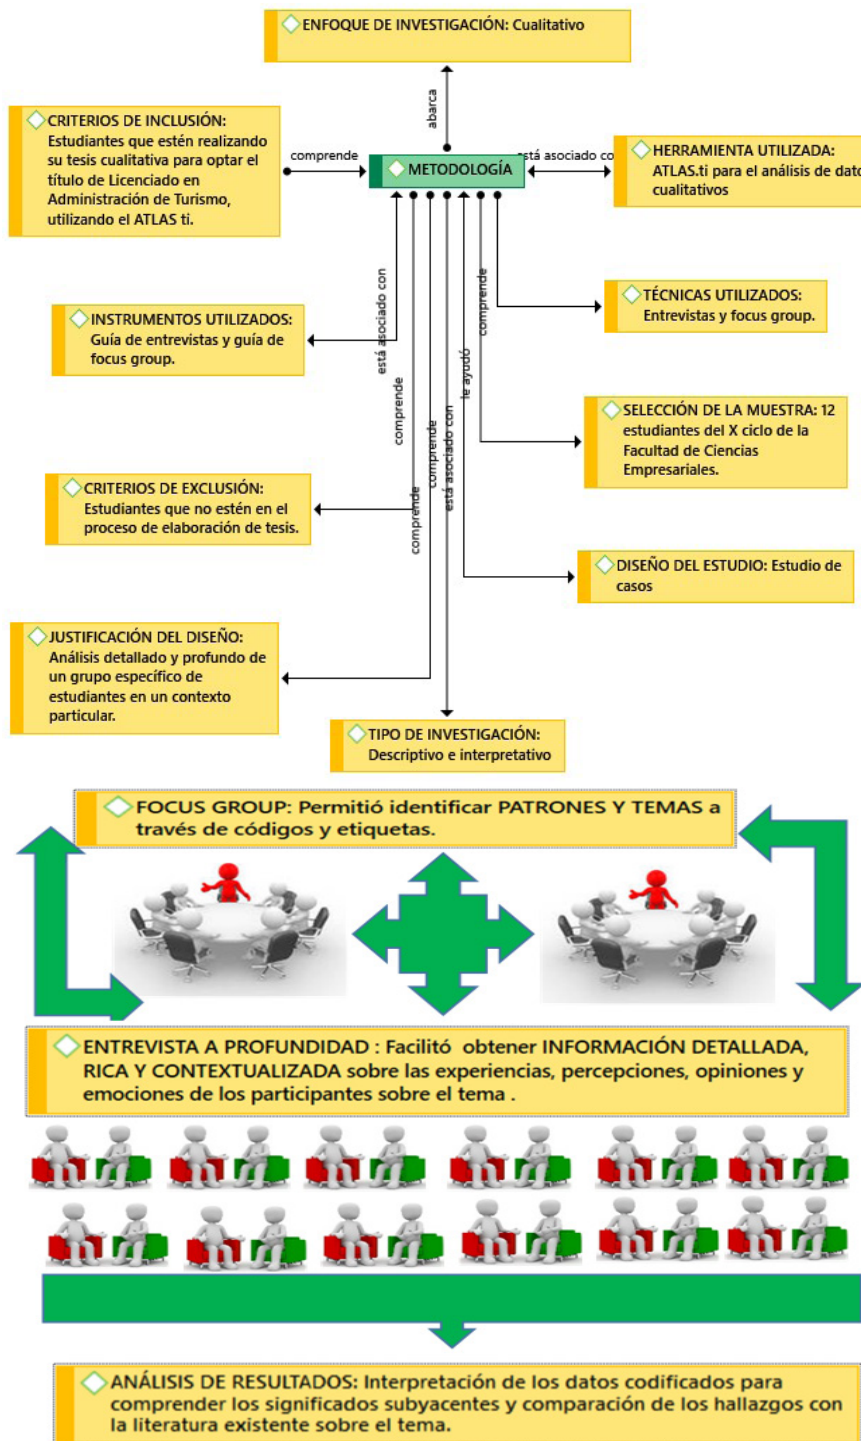 ENFOQUE DE INVESTIGACIÓN: Cualitativo
abarca
CRITERIOS DE INCLUSIÓN:
Estudiantes que estén realizando
su tesis cualitativa para optar el
título de Licenciado en
Administración de Turismo,
utilizando el ATLAS ti.
comprende
METODOLOGÍA
está asociado co
HERRAMIENTA UTILIZADA:
ATLAS.ti para el análisis de dato
cualitativos
INSTRUMENTOS UTILIZADOS:
Guía de entrevistas y guía de
focus group.
está asociado con
comprende
comprende
comprende
está asociado con
le ayudó
comprende
TÉCNICAS UTILIZADOS:
Entrevistas y focus group.
SELECCIÓN DE LA MUESTRA: 12
estudiantes del X ciclo de la
Facultad de Ciencias
Empresariales.
CRITERIOS DE EXCLUSIÓN:
Estudiantes que no estén en el
proceso de elaboración de tesis.
DISEÑO DEL ESTUDIO: Estudio de
casos
JUSTIFICACIÓN DEL DISEÑO:
Análisis detallado y profundo de
un grupo específico de
estudiantes en un contexto
particular.
TIPO DE INVESTIGACIÓN:
Descriptivo e interpretativo
FOCUS GROUP: Permitió identificar PATRONES Y TEMAS a
través de códigos y etiquetas.
ENTREVISTA A PROFUNDIDAD : Facilitó obtener INFORMACIÓN DETALLADA,
RICA Y CONTEXTUALIZADA sobre las experiencias, percepciones, opiniones y
emociones de los participantes sobre el tema .
ANÁLISIS DE RESULTADOS: Interpretación de los datos codificados para
comprender los significados subyacentes y comparación de los hallazgos con
la literatura existente sobre el tema.